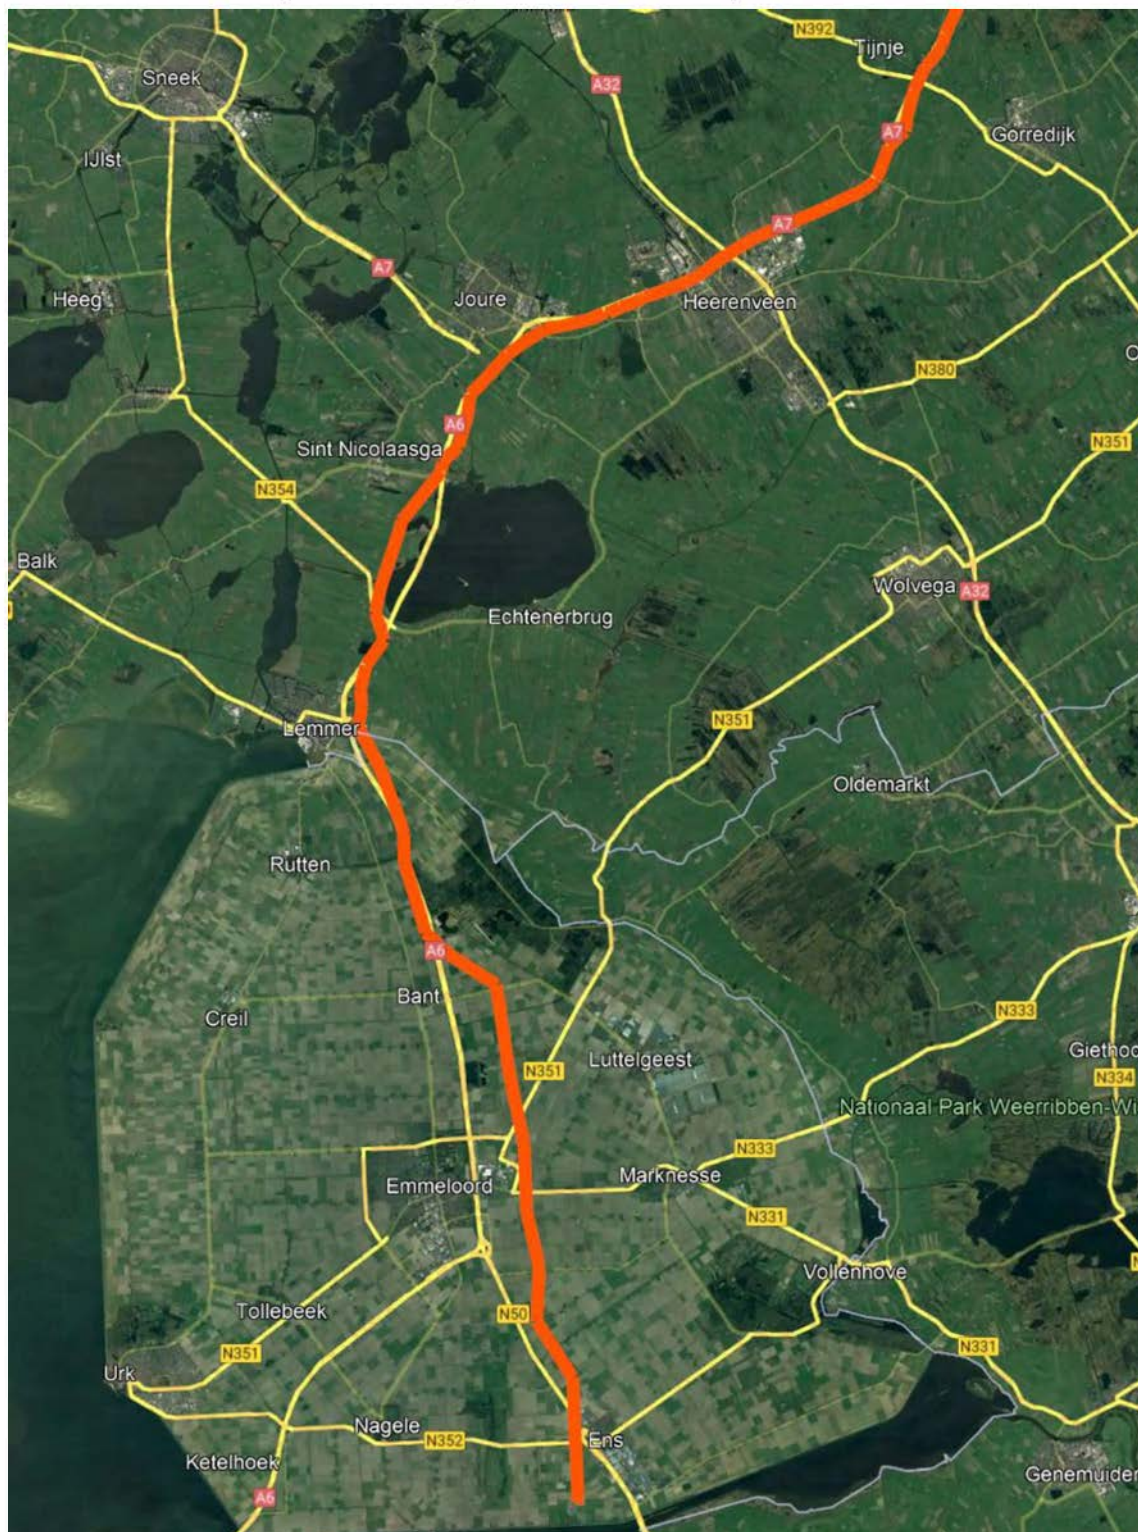 N392
Tijnje
Sneek
A32
A7
Gorredijk
IJlst
A7
A7
Heeg
Joure
Heerenveen
N380
A6
Sint Nicolaasga
N351
N354
Balk
Wolvega
A32
Echtenerbrug
N351
Lemmer
Oldemarkt
Rutten
A6
Bant
Creil
N333
Luttelgeest
Giethoo
N351
N334
Nationaal Park Weerribben-Wi
N333
Marknesse
Emmeloord
N331
Vollenhove
Tollebeek
N50
N351
N331
Urk
Nagele
N352
Ens
Ketelhoek
Genemuiden
A6